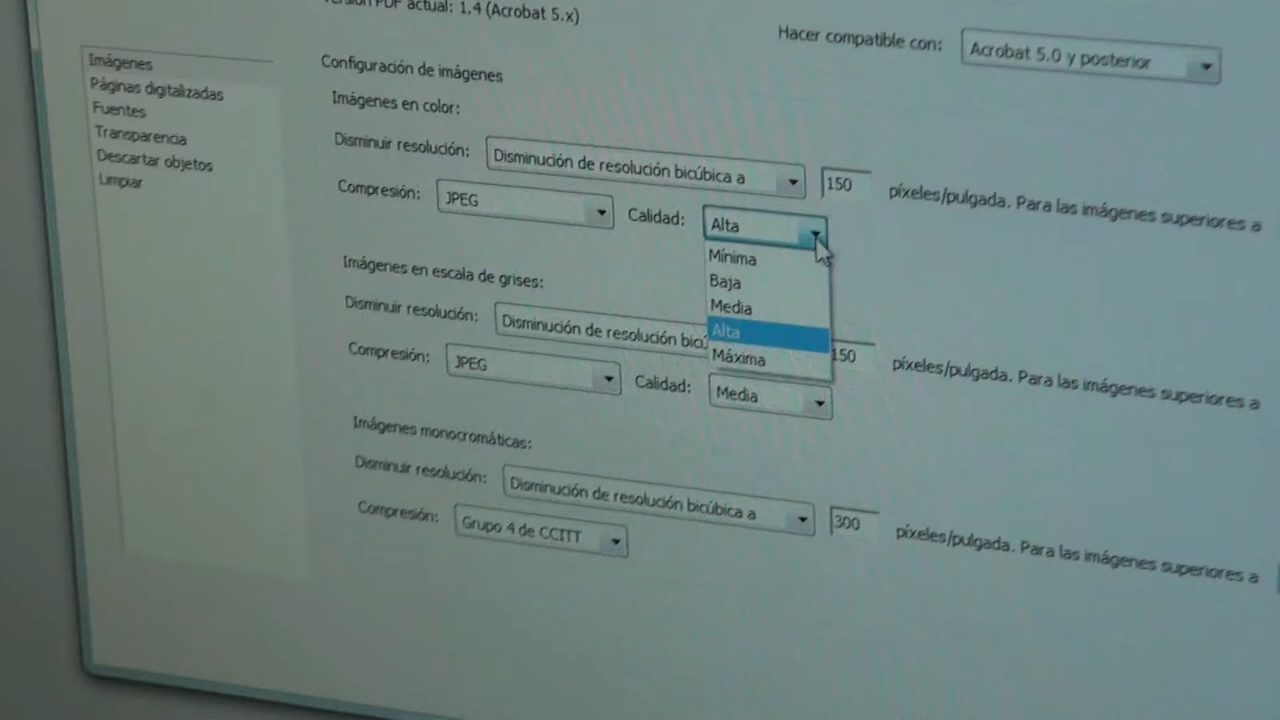 Versión PDF actual: 1.4 (Acrobat 5.x)
Hacer compatible con: Acrobat 5.0 y posterior
Imágenes
Páginas digitalizadas
Fuentes
Transparencia
Descartar objetos
Limpiar
Configuración de imágenes
Imágenes en color:
Disminuir resolución: Disminución de resolución bicúbica a 150 píxeles/pulgada. Para las imágenes superiores a
Compresión: JPEG Calidad: Alta
Mínima
Baja
Media
Alta
Máxima
Imágenes en escala de grises:
Disminuir resolución: Disminución de resolución bicú 150 píxeles/pulgada. Para las imágenes superiores a
Compresión: JPEG Calidad: Media
Imágenes monocromáticas:
Disminuir resolución: Disminución de resolución bicúbica a 300 píxeles/pulgada. Para las imágenes superiores a
Compresión: Grupo 4 de CCITT